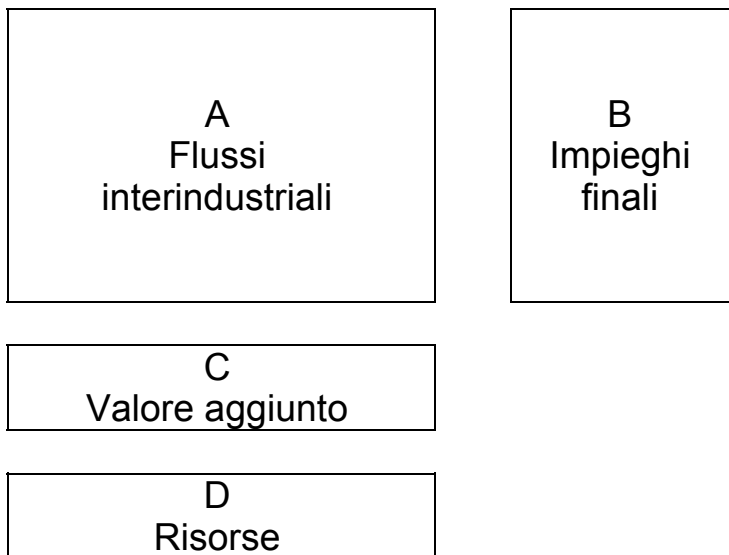 A
Flussi
interindustriali
B
Impieghi
finali
C
Valore aggiunto
D
Risorse